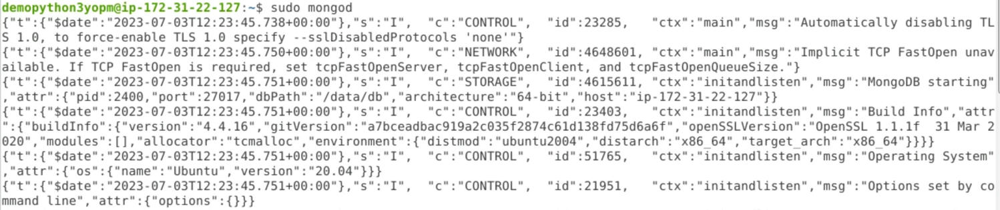 demopython3yopm@ip-172-31-22-127:~$ sudo mongod
{"t":{"$date":"2023-07-03T12:23:45.738+00:00"},"s":"I",  "c":"CONTROL",  "id":23285,   "ctx":"main","msg":"Automatically disabling TL
S 1.0, to force-enable TLS 1.0 specify --sslDisabledProtocols 'none'"}
{"t":{"$date":"2023-07-03T12:23:45.750+00:00"},"s":"I",  "c":"NETWORK",  "id":4648601, "ctx":"main","msg":"Implicit TCP FastOpen unav
ailable. If TCP FastOpen is required, set tcpFastOpenServer, tcpFastOpenClient, and tcpFastOpenQueueSize."}
{"t":{"$date":"2023-07-03T12:23:45.751+00:00"},"s":"I",  "c":"STORAGE",  "id":4615611, "ctx":"initandlisten","msg":"MongoDB starting"
,"attr":{"pid":2400,"port":27017,"dbPath":"/data/db","architecture":"64-bit","host":"ip-172-31-22-127"}}
{"t":{"$date":"2023-07-03T12:23:45.751+00:00"},"s":"I",  "c":"CONTROL",  "id":23403,   "ctx":"initandlisten","msg":"Build Info","attr
":{"buildInfo":{"version":"4.4.16","gitVersion":"a7bceadbac919a2c035f2874c61d138fd75d6a6f","openSSLVersion":"OpenSSL 1.1.1f  31 Mar 2
020","modules":[],"allocator":"tcmalloc","environment":{"distmod":"ubuntu2004","distarch":"x86_64","target_arch":"x86_64"}}}}
{"t":{"$date":"2023-07-03T12:23:45.751+00:00"},"s":"I",  "c":"CONTROL",  "id":51765,   "ctx":"initandlisten","msg":"Operating System"
,"attr":{"os":{"name":"Ubuntu","version":"20.04"}}}
{"t":{"$date":"2023-07-03T12:23:45.751+00:00"},"s":"I",  "c":"CONTROL",  "id":21951,   "ctx":"initandlisten","msg":"Options set by co
mmand line","attr":{"options":{}}}